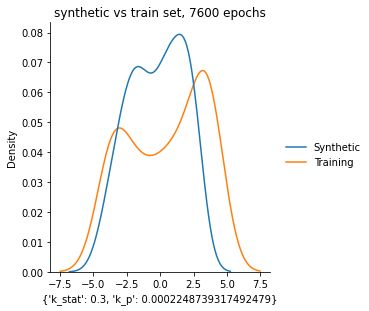 synthetic vs train set, 7600 epochs
0.08
0.07
0.06
0.05
0.04
0.03
0.02
0.01
0.00
Density
−7.5 −5.0 −2.5 0.0 2.5 5.0 7.5
{'k_stat': 0.3, 'k_p': 0.0002248739317492479}
Synthetic
Training